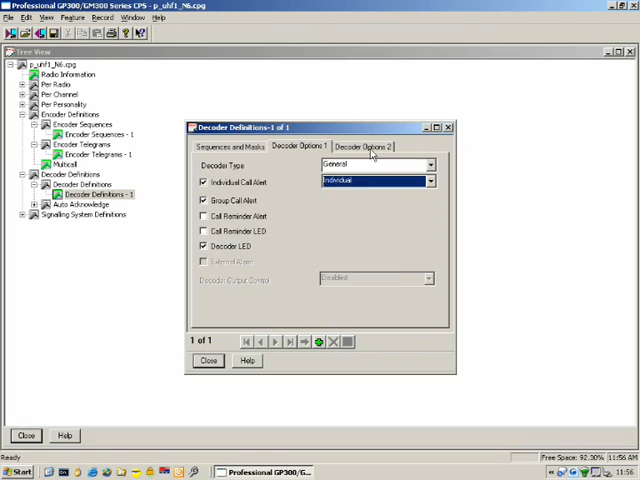 Professional GP300/GM300 Series CPS - p_uhf1_N6.cpg
File Edit View Feature Record Window Help
Tree View
p_uhf1_N6.cpg
Radio Information
Per Radio
Per Channel
Per Personality
Encoder Definitions
Encoder Sequences
Encoder Sequences - 1
Encoder Telegrams
Encoder Telegrams - 1
Multicall
Decoder Definitions
Decoder Definitions
Decoder Definitions - 1
Auto Acknowledge
Signalling System Definitions
Decoder Definitions-1 of 1
Sequences and Masks Decoder Options 1 Decoder Options 2
Decoder Type General
Individual Call Alert Individual
Group Call Alert
Call Reminder Alert
Call Reminder LED
Decoder LED
External Alarm
Decoder Output Control Disabled
1 of 1
Close Help
Close Help
Ready Free Space: 92.30% 11:56 AM
Start Professional GP300/G... 11:56